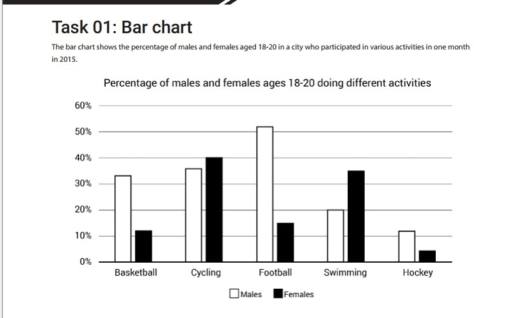 Task 01: Bar chart
The bar chart shows the percentage of males and females aged 18-20 in a city who participated in various activities in one month
in 2015.
Percentage of males and females ages 18-20 doing different activities
60%
50%
40%
30%
20%
10%
0%
Basketball Cycling Football Swimming Hockey
Males Females